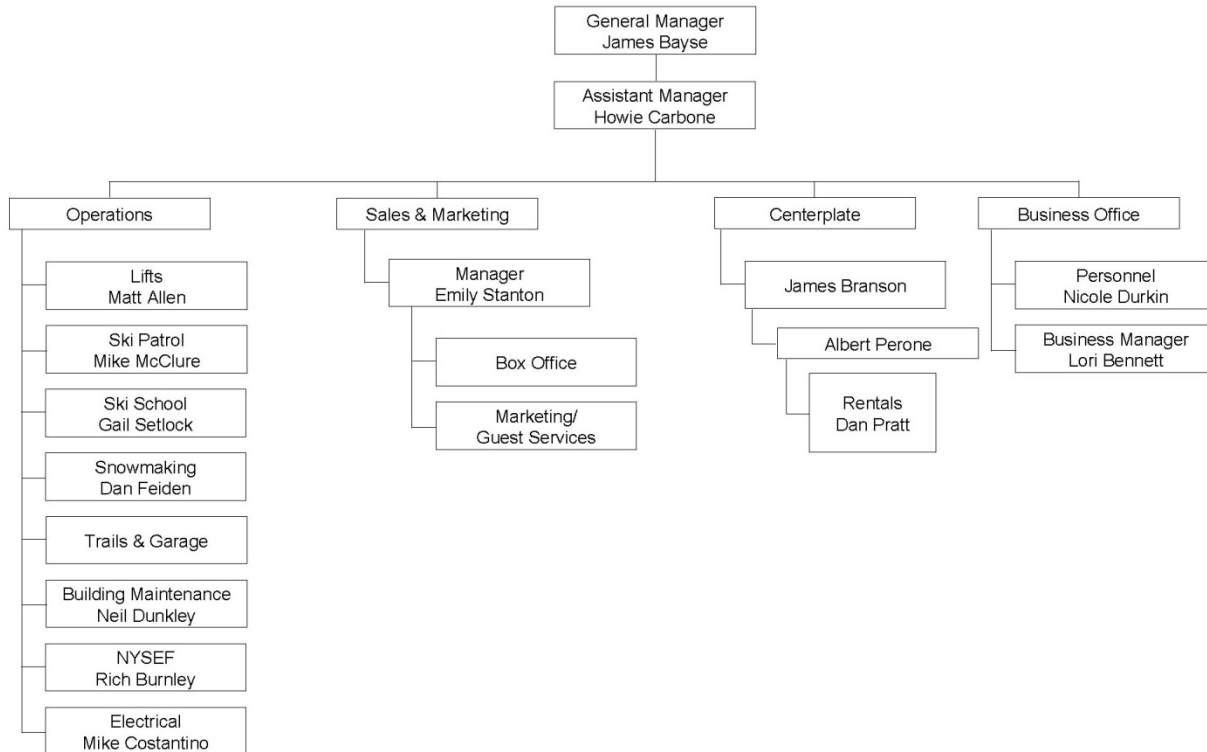 General Manager
James Bayse
Assistant Manager
Howie Carbone
Operations
Lifts
Matt Allen
Ski Patrol
Mike McClure
Ski School
Gail Setlock
Snowmaking
Dan Feiden
Trails & Garage
Building Maintenance
Neil Dunkley
NYSEF
Rich Burnley
Electrical
Mike Costantino
Sales & Marketing
Manager
Emily Stanton
Box Office
Marketing/
Guest Services
Centerplate
James Branson
Albert Perone
Rentals
Dan Pratt
Business Office
Personnel
Nicole Durkin
Business Manager
Lori Bennett